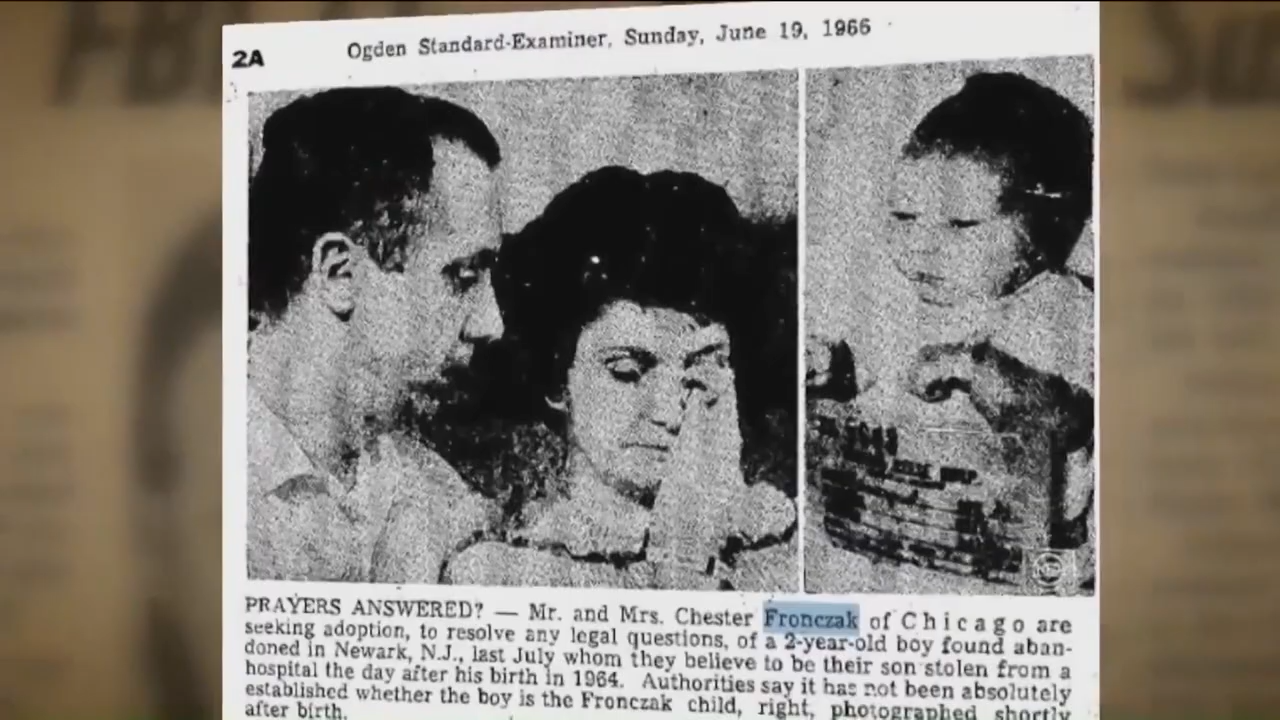 2A
Ogden Standard-Examiner, Sunday, June 19, 1966
PRAYERS ANSWERED? — Mr. and Mrs. Chester Fronczak of Chicago are
seeking adoption, to resolve any legal questions, of a 2-year-old boy found aban-
doned in Newark, N.J., last July whom they believe to be their son stolen from a
hospital the day after his birth in 1964. Authorities say it has not been absolutely
established whether the boy is the Fronczak child, right, photographed shortly
after birth.